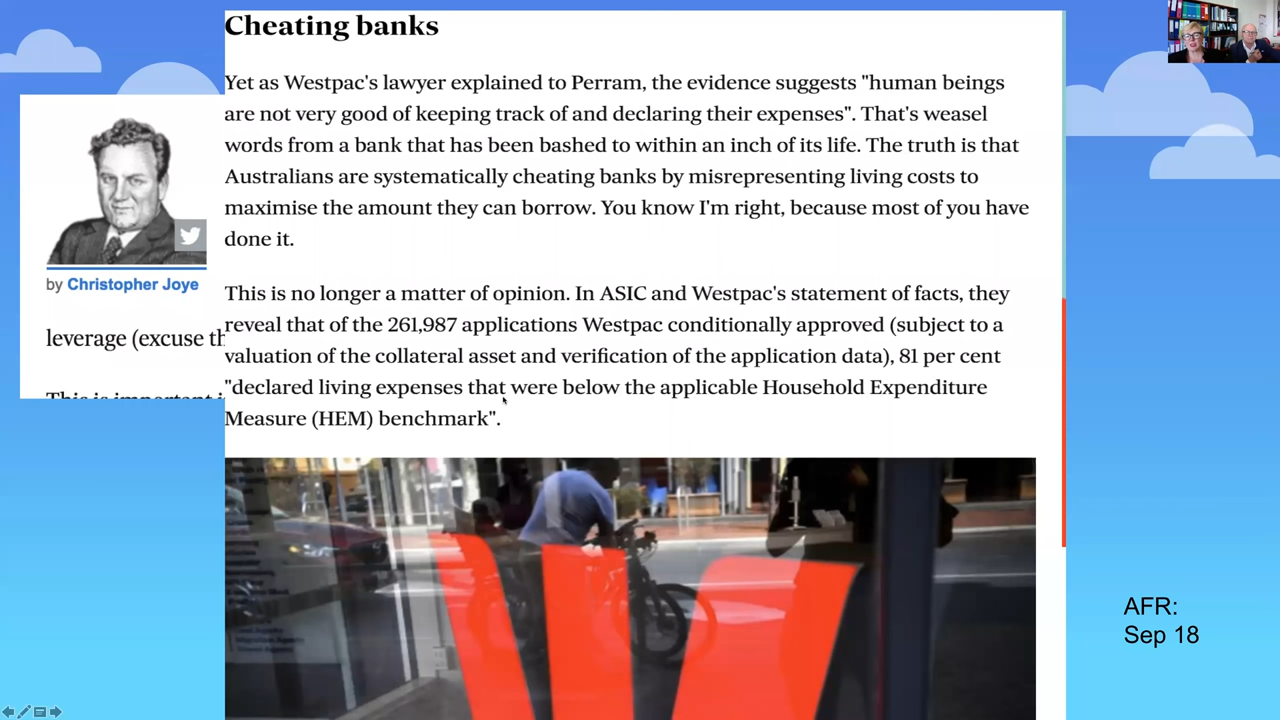 Cheating banks
Yet as Westpac's lawyer explained to Perram, the evidence suggests "human beings
are not very good of keeping track of and declaring their expenses". That's weasel
words from a bank that has been bashed to within an inch of its life. The truth is that
Australians are systematically cheating banks by misrepresenting living costs to
maximise the amount they can borrow. You know I'm right, because most of you have
done it.
This is no longer a matter of opinion. In ASIC and Westpac's statement of facts, they
reveal that of the 261,987 applications Westpac conditionally approved (subject to a
valuation of the collateral asset and verification of the application data), 81 per cent
"declared living expenses that were below the applicable Household Expenditure
Measure (HEM) benchmark".
by Christopher Joye
leverage (excuse th
This is important i
AFR:
Sep 18